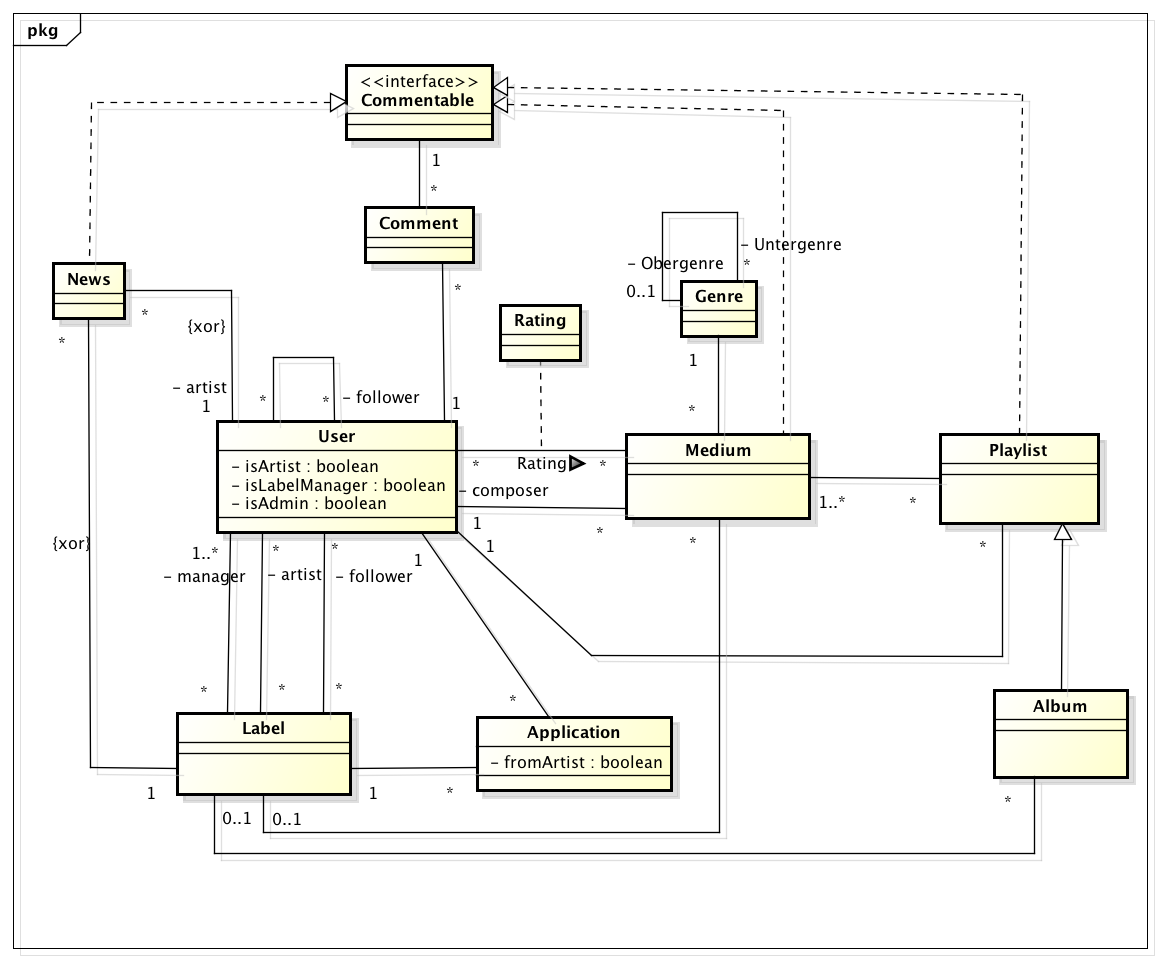 pkg
<<interface>>
Commentable
1
*
Comment
- Untergenre
- Obergenre
*
News
0..1
Genre
*
*
Rating
{xor}
*
1
- artist
1
*
*
- follower
1
*
User
Medium
Playlist
- isArtist : boolean
*
Rating
*
- isLabelManager : boolean
- composer
- isAdmin : boolean
1..*
*
1
*
{xor}
1..*
*
*
1
1
*
*
- manager
- artist
- follower
*
*
*
*
Label
Application
Album
- fromArtist : boolean
1
1
*
*
0..1
0..1